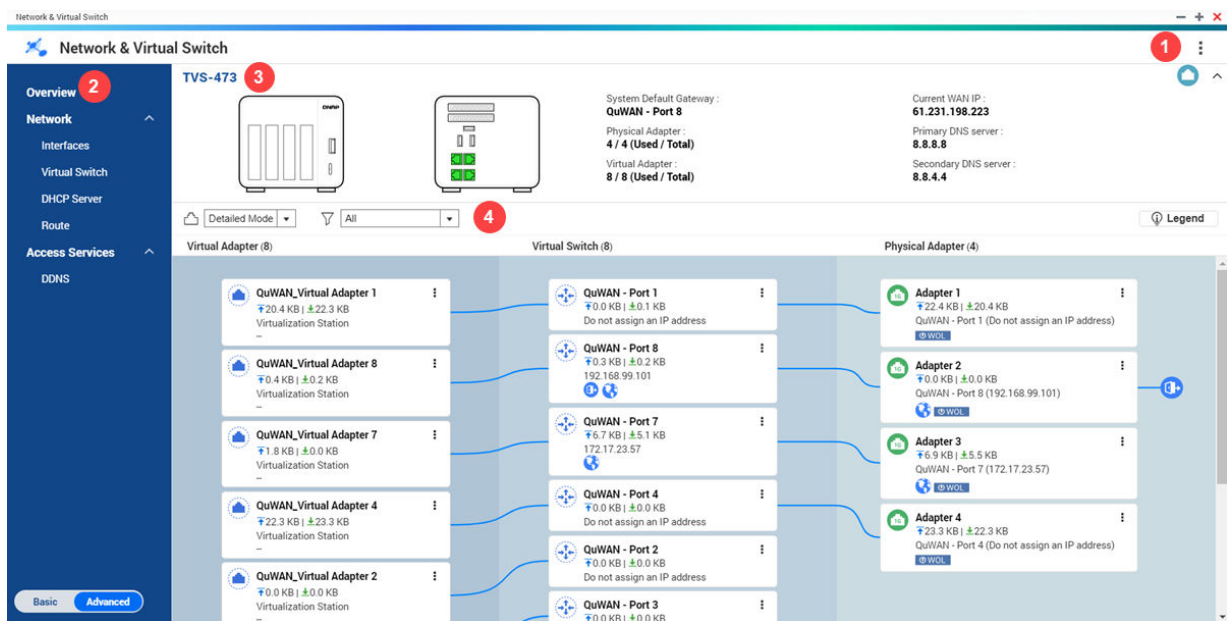 Network & Virtual Switch
Network & Virtual Switch
1
Overview
2
Network
Interfaces
Virtual Switch
DHCP Server
Route
Access Services
DDNS
Basic
Advanced
TVS-473
3
QNAP
System Default Gateway :
QuWAN - Port 8
Physical Adapter :
4 / 4 (Used / Total)
Virtual Adapter :
8 / 8 (Used / Total)
Current WAN IP :
61.231.198.223
Primary DNS server :
8.8.8.8
Secondary DNS server :
8.8.4.4
Detailed Mode
All
4
Legend
Virtual Adapter (8)
Virtual Switch (8)
Physical Adapter (4)
QuWAN_Virtual Adapter 1
20.4 KB | 22.3 KB
Virtualization Station
--
QuWAN_Virtual Adapter 8
0.4 KB | 0.2 KB
Virtualization Station
--
QuWAN_Virtual Adapter 7
1.8 KB | 0.0 KB
Virtualization Station
--
QuWAN_Virtual Adapter 4
22.3 KB | 23.3 KB
Virtualization Station
--
QuWAN_Virtual Adapter 2
0.0 KB | 0.0 KB
Virtualization Station
--
QuWAN - Port 1
0.0 KB | 0.1 KB
Do not assign an IP address
QuWAN - Port 8
0.3 KB | 0.2 KB
192.168.99.101
QuWAN - Port 7
6.7 KB | 5.1 KB
172.17.23.57
QuWAN - Port 4
0.0 KB | 0.0 KB
Do not assign an IP address
QuWAN - Port 2
0.0 KB | 0.0 KB
Do not assign an IP address
QuWAN - Port 3
0.0 KB | 0.0 KB
1G
Adapter 1
22.4 KB | 20.4 KB
QuWAN - Port 1 (Do not assign an IP address)
WOL
1G
Adapter 2
0.0 KB | 0.0 KB
QuWAN - Port 8 (192.168.99.101)
WOL
1G
Adapter 3
6.9 KB | 5.5 KB
QuWAN - Port 7 (172.17.23.57)
WOL
1G
Adapter 4
23.3 KB | 22.3 KB
QuWAN - Port 4 (Do not assign an IP address)
WOL